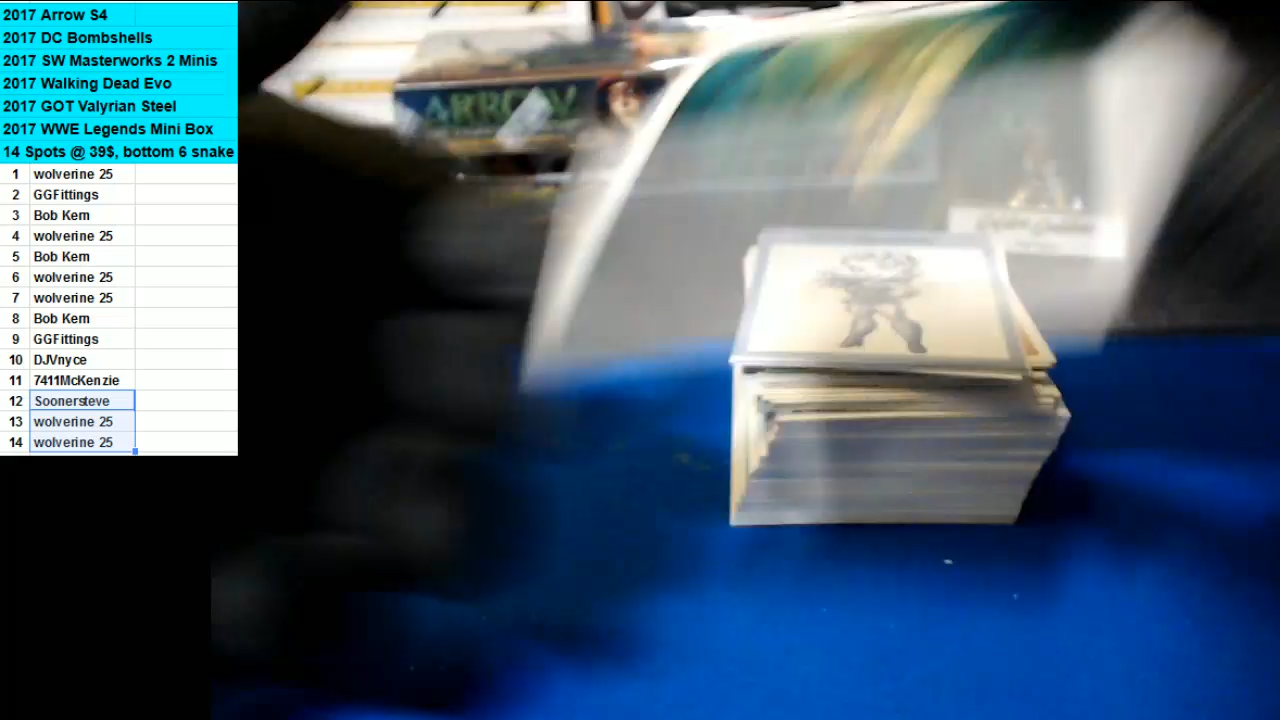 2017 Arrow S4
2017 DC Bombshells
2017 SW Masterworks 2 Minis
2017 Walking Dead Evo
2017 GOT Valyrian Steel
2017 WWE Legends Mini Box
14 Spots @ 39$, bottom 6 snake
1 wolverine 25
2 GGFittings
3 Bob Kern
4 wolverine 25
5 Bob Kern
6 wolverine 25
7 wolverine 25
8 Bob Kern
9 GGFittings
10 DJVnyce
11 7411McKenzie
12 Soonersteve
13 wolverine 25
14 wolverine 25
ARROW